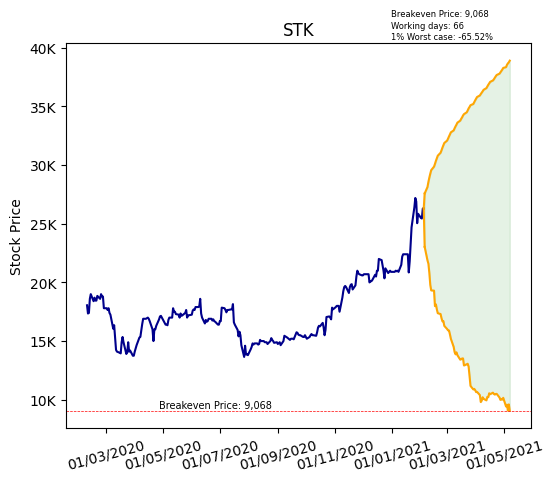 Breakeven Price: 9,068
Working days: 66
1% Worst case: -65.52%
STK
Stock Price
40K
35K
30K
25K
20K
15K
10K
Breakeven Price: 9,068
01/03/2020
01/05/2020
01/07/2020
01/09/2020
01/11/2020
01/01/2021
01/03/2021
01/05/2021